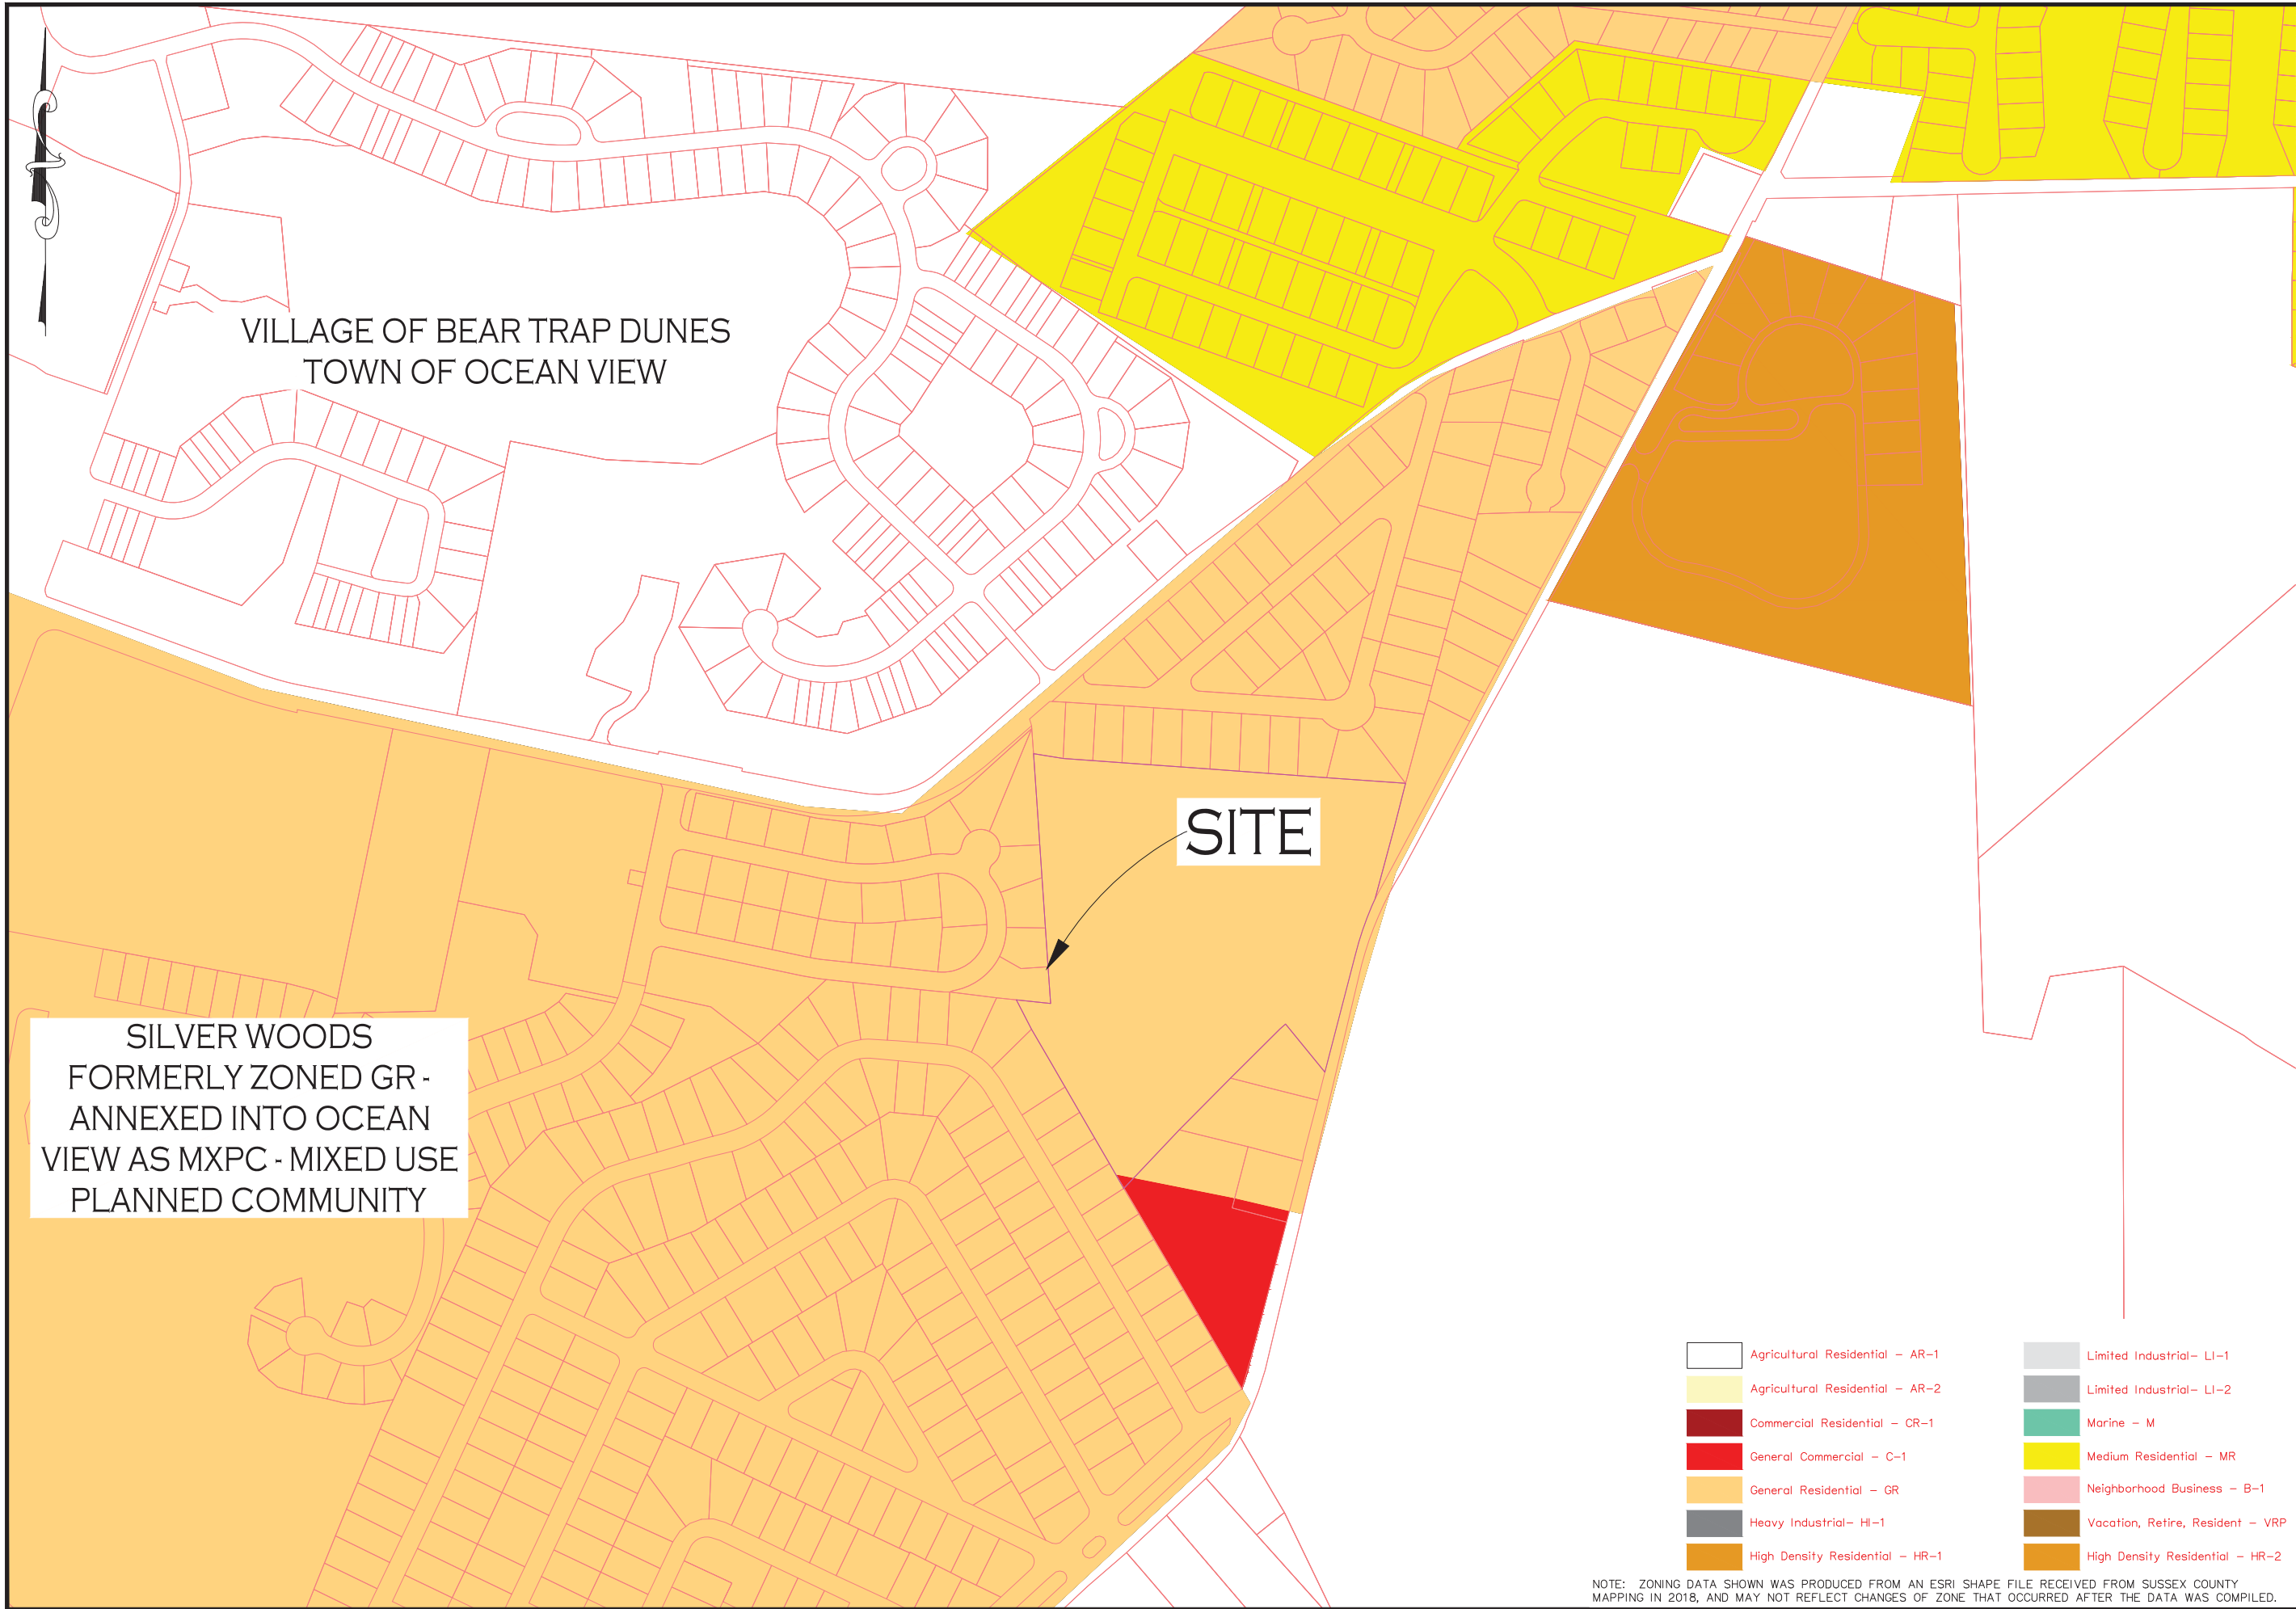 VILLAGE OF BEAR TRAP DUNES
TOWN OF OCEAN VIEW
SITE
SILVER WOODS
FORMERLY ZONED GR -
ANNEXED INTO OCEAN
VIEW AS MXPC - MIXED USE
PLANNED COMMUNITY
Agricultural Residential - AR-1
Agricultural Residential - AR-2
Commercial Residential - CR-1
General Commercial - C-1
General Residential - GR
Heavy Industrial- HI-1
High Density Residential - HR-1
Limited Industrial- LI-1
Limited Industrial- LI-2
Marine - M
Medium Residential - MR
Neighborhood Business - B-1
Vacation, Retire, Resident - VRP
High Density Residential - HR-2
NOTE: ZONING DATA SHOWN WAS PRODUCED FROM AN ESRI SHAPE FILE RECEIVED FROM SUSSEX COUNTY
MAPPING IN 2018, AND MAY NOT REFLECT CHANGES OF ZONE THAT OCCURRED AFTER THE DATA WAS COMPILED.